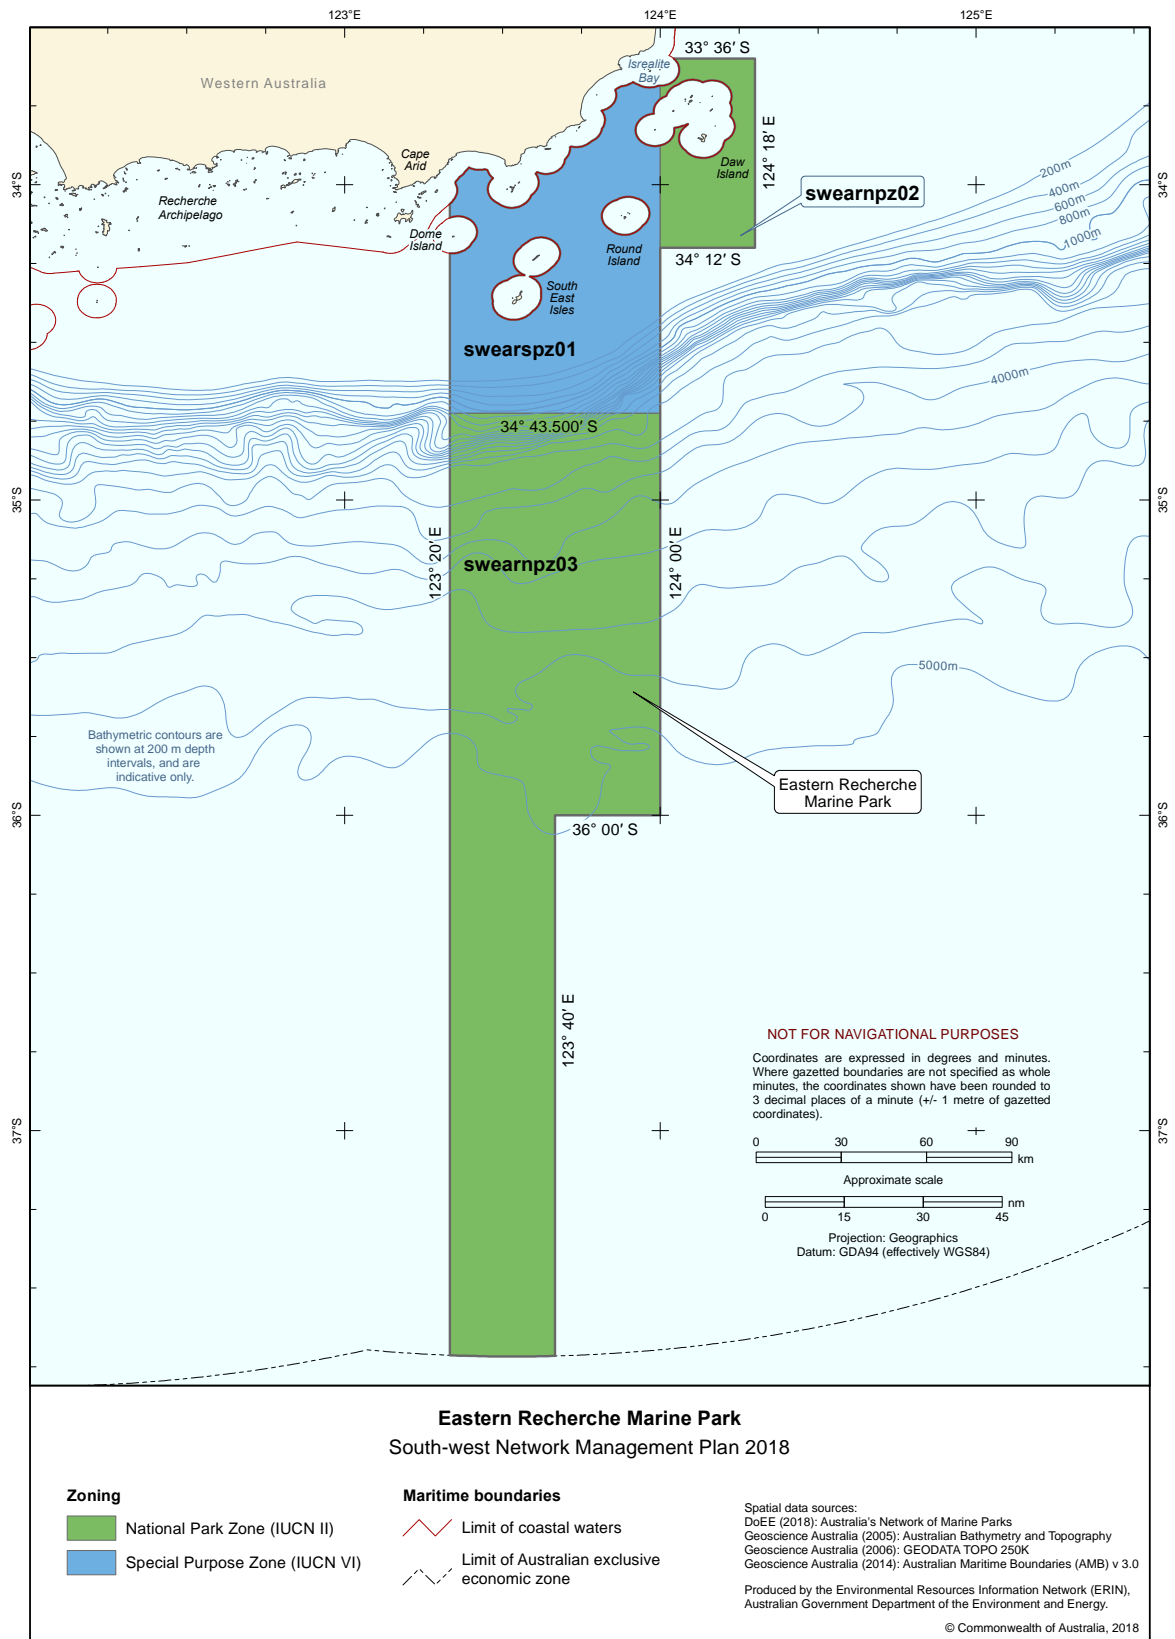 123°E
124°E
125°E
33° 36′ S
Isrealite
Bay
Western Australia
124° 18′ E
Cape
Arid
Daw
Island
200m
400m
600m
800m
1000m
34°S
34°S
swearnpz02
Recherche
Archipelago
Dome
Island
Round
Island
34° 12′ S
South
East
Isles
swearspz01
4000m
34° 43.500′ S
35°S
35°S
123° 20′ E
swearnpz03
124° 00′ E
5000m
Bathymetric contours are
shown at 200 m depth
intervals, and are
indicative only.
Eastern Recherche
Marine Park
36°S
36°S
36° 00′ S
123° 40′ E
NOT FOR NAVIGATIONAL PURPOSES
Coordinates are expressed in degrees and minutes.
Where gazetted boundaries are not specified as whole
minutes, the coordinates shown have been rounded to
3 decimal places of a minute (+/- 1 metre of gazetted
coordinates).
37°S
37°S
0 30 60 90
km
Approximate scale
nm
0 15 30 45
Projection: Geographics
Datum: GDA94 (effectively WGS84)
Eastern Recherche Marine Park
South-west Network Management Plan 2018
Zoning
National Park Zone (IUCN II)
Special Purpose Zone (IUCN VI)
Maritime boundaries
Limit of coastal waters
Limit of Australian exclusive
economic zone
Spatial data sources:
DoEE (2018): Australia's Network of Marine Parks
Geoscience Australia (2005): Australian Bathymetry and Topography
Geoscience Australia (2006): GEODATA TOPO 250K
Geoscience Australia (2014): Australian Maritime Boundaries (AMB) v 3.0
Produced by the Environmental Resources Information Network (ERIN),
Australian Government Department of the Environment and Energy.
© Commonwealth of Australia, 2018